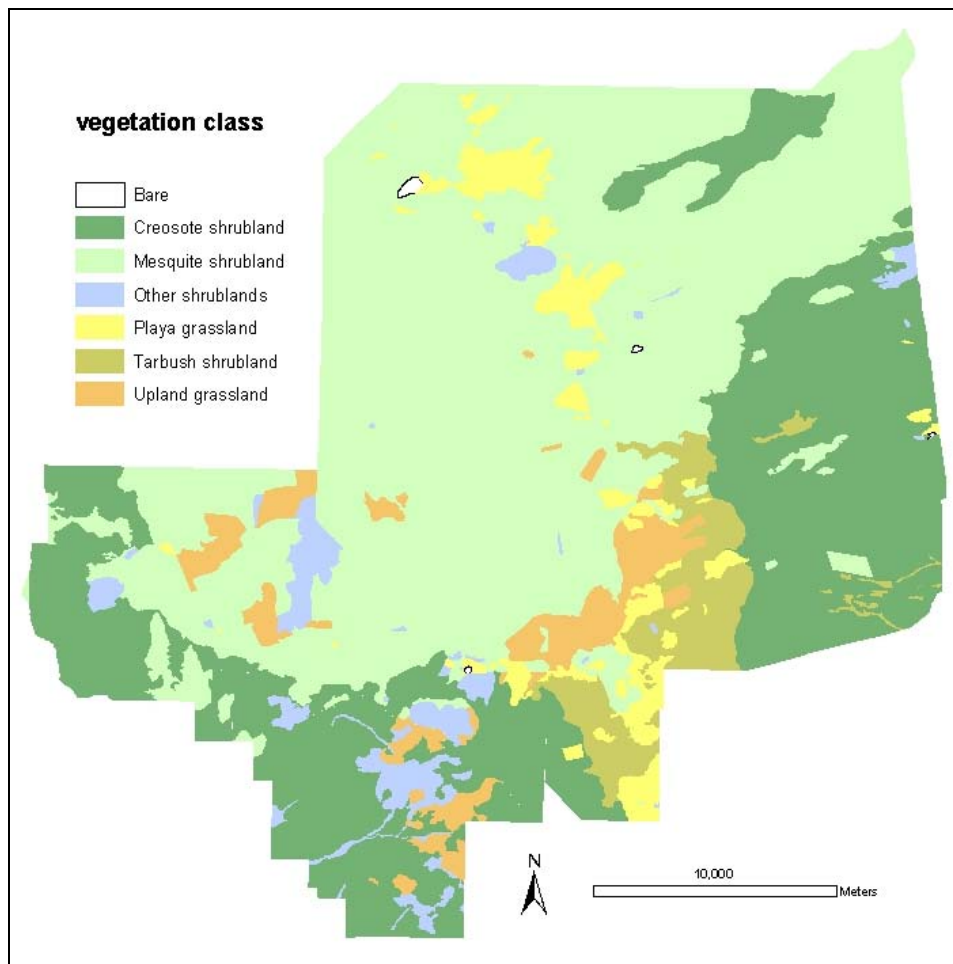 vegetation class
Bare
Creosote shrubland
Mesquite shrubland
Other shrublands
Playa grassland
Tarbush shrubland
Upland grassland
N
10,000
Meters